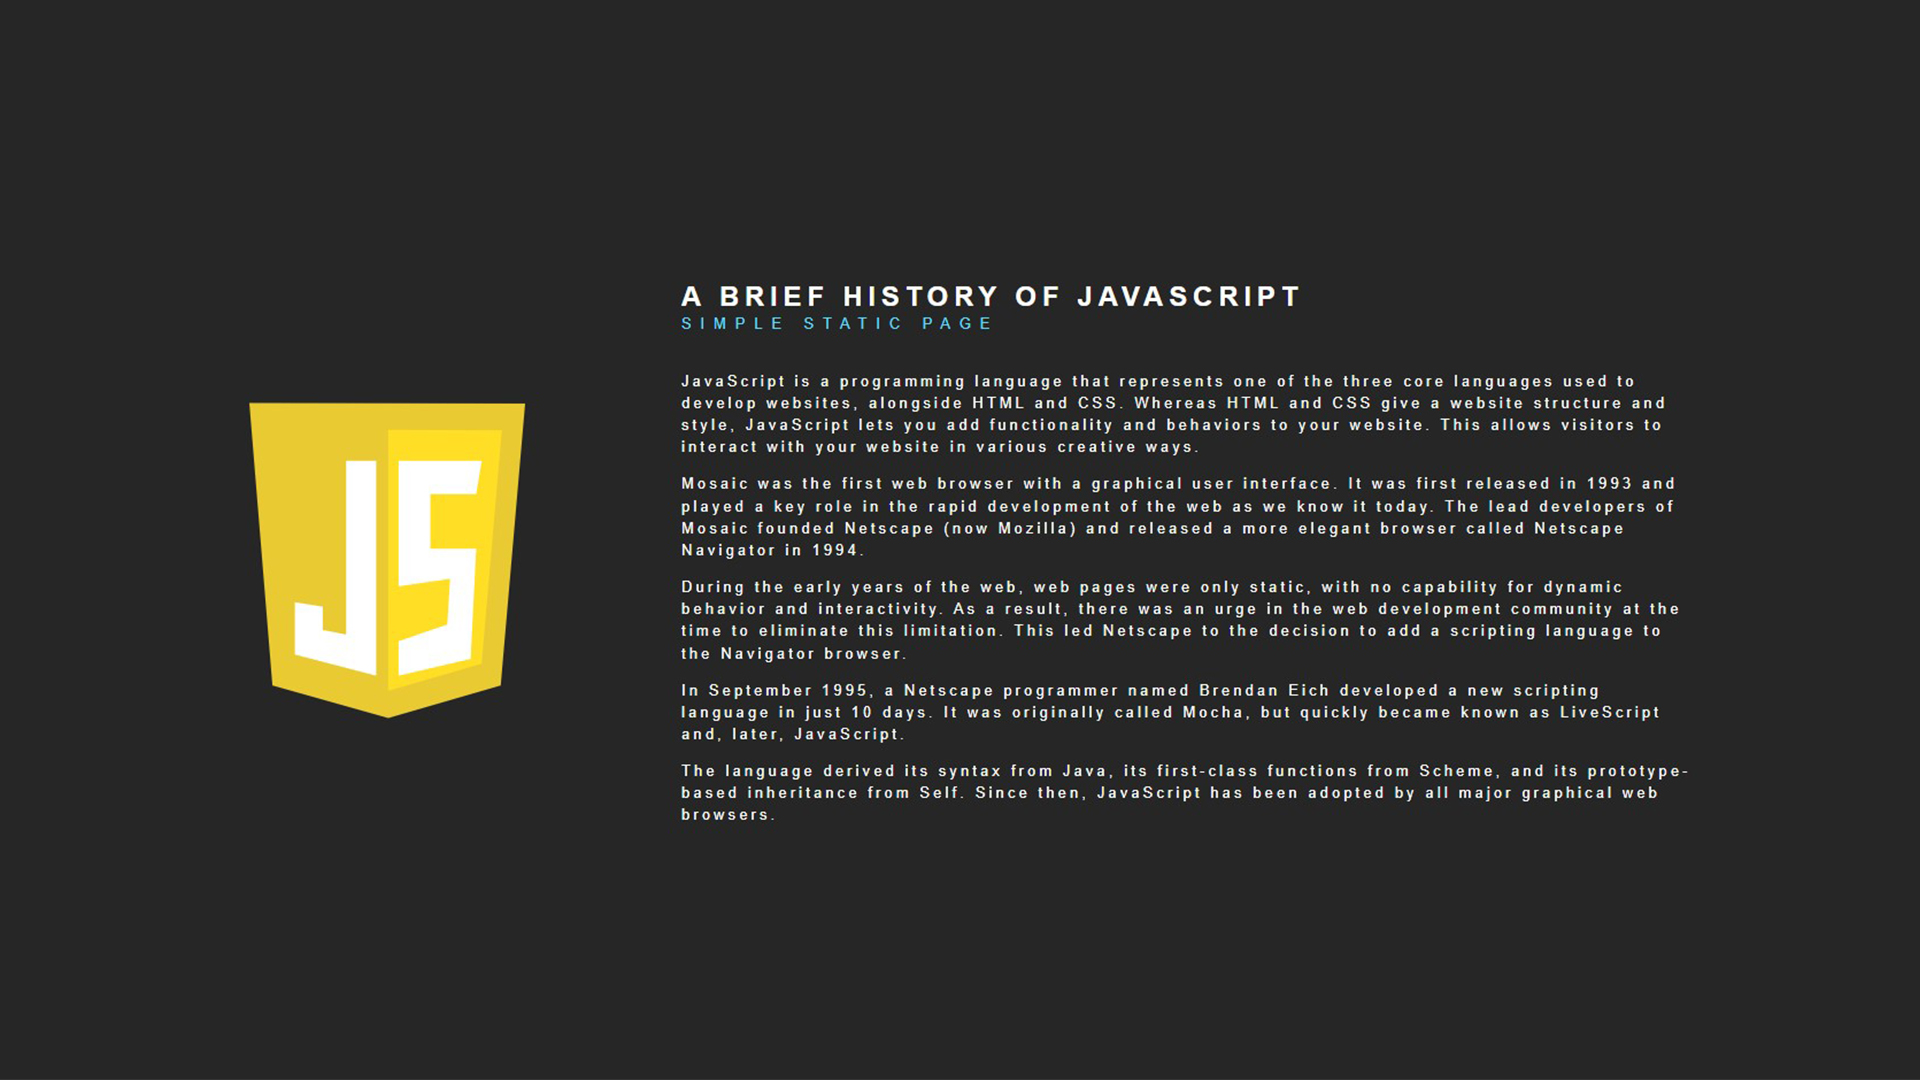 A BRIEF HISTORY OF JAVASCRIPT
SIMPLE STATIC PAGE
JS
JavaScript is a programming language that represents one of the three core languages used to
develop websites, alongside HTML and CSS. Whereas HTML and CSS give a website structure and
style, JavaScript lets you add functionality and behaviors to your website. This allows visitors to
interact with your website in various creative ways.
Mosaic was the first web browser with a graphical user interface. It was first released in 1993 and
played a key role in the rapid development of the web as we know it today. The lead developers of
Mosaic founded Netscape (now Mozilla) and released a more elegant browser called Netscape
Navigator in 1994.
During the early years of the web, web pages were only static, with no capability for dynamic
behavior and interactivity. As a result, there was an urge in the web development community at the
time to eliminate this limitation. This led Netscape to the decision to add a scripting language to
the Navigator browser.
In September 1995, a Netscape programmer named Brendan Eich developed a new scripting
language in just 10 days. It was originally called Mocha, but quickly became known as LiveScript
and, later, JavaScript.
The language derived its syntax from Java, its first-class functions from Scheme, and its prototype-
based inheritance from Self. Since then, JavaScript has been adopted by all major graphical web
browsers.